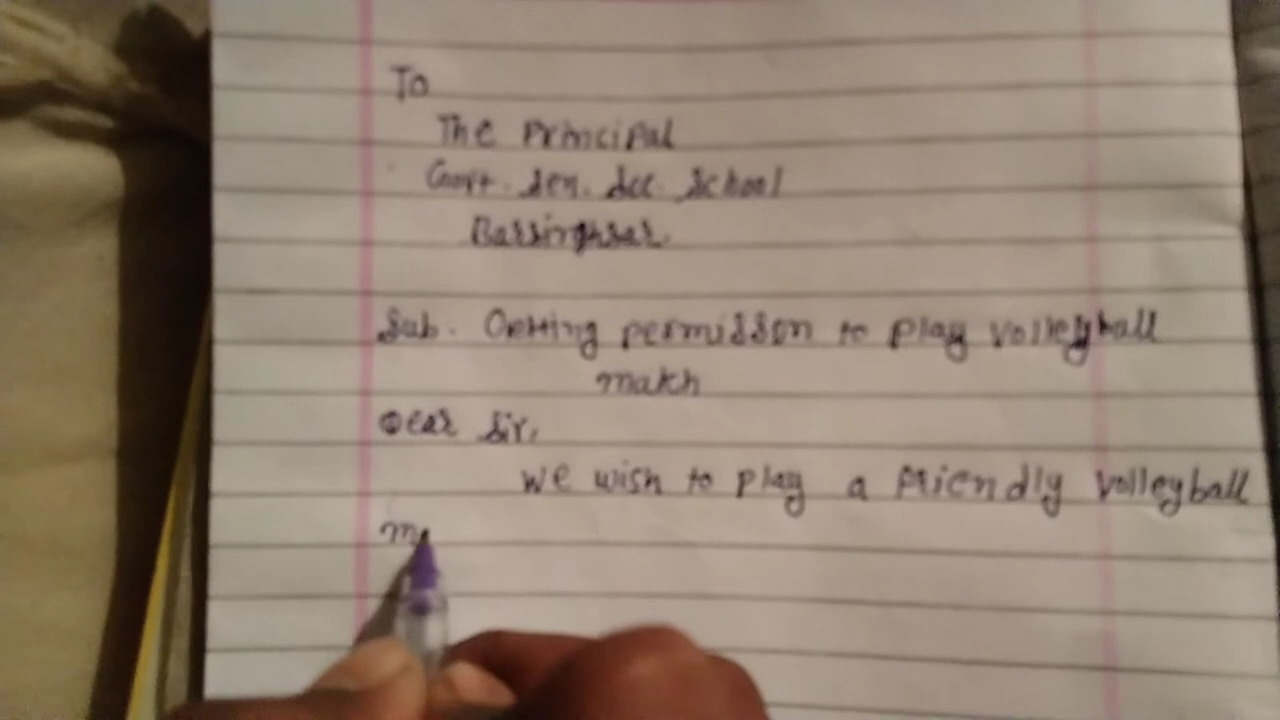 To
The Principal
Govt. Sen. Sec. School
Sub. Getting permisson to play volleyball
match
Dear Sir,
We wish to play a friendly volleyball
m